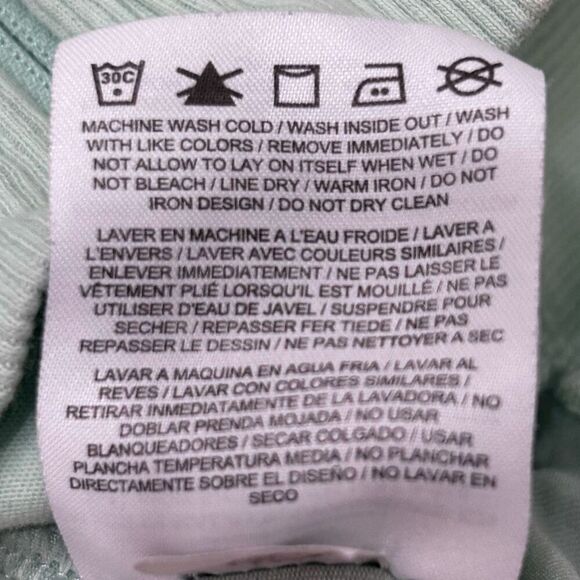 30C
MACHINE WASH COLD / WASH INSIDE OUT / WASH
WITH LIKE COLORS / REMOVE IMMEDIATELY / DO
NOT ALLOW TO LAY ON ITSELF WHEN WET / DO
NOT BLEACH / LINE DRY / WARM IRON / DO NOT
IRON DESIGN / DO NOT DRY CLEAN
LAVER EN MACHINE A L'EAU FROIDE / LAVER A
L'ENVERS / LAVER AVEC COULEURS SIMILAIRES /
ENLEVER IMMEDIATEMENT / NE PAS LAISSER LE
VÊTEMENT PLIÉ LORSQU'IL EST MOUILLÉ / NE PAS
UTILISER D'EAU DE JAVEL / SUSPENDRE POUR
SECHER / REPASSER FER TIEDE / NE PAS
REPASSER LE DESSIN / NE PAS NETTOYER A SEC
LAVAR A MAQUINA EN AGUA FRIA / LAVAR AL
REVES / LAVAR CON COLORES SIMILARES /
RETIRAR INMEDIATAMENTE DE LA LAVADORA / NO
DOBLAR PRENDA MOJADA / NO USAR
BLANQUEADORES / SECAR COLGADO / USAR
PLANCHA TEMPERATURA MEDIA / NO PLANCHAR
DIRECTAMENTE SOBRE EL DISEÑO / NO LAVAR EN
SECO